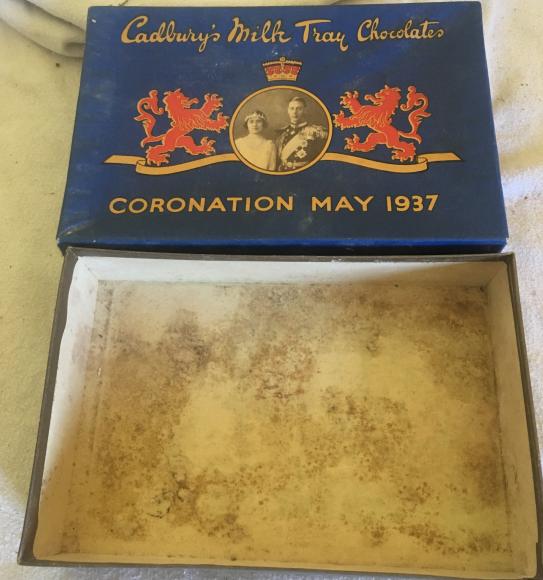 Cadbury's Milk Tray Chocolates
CORONATION MAY 1937